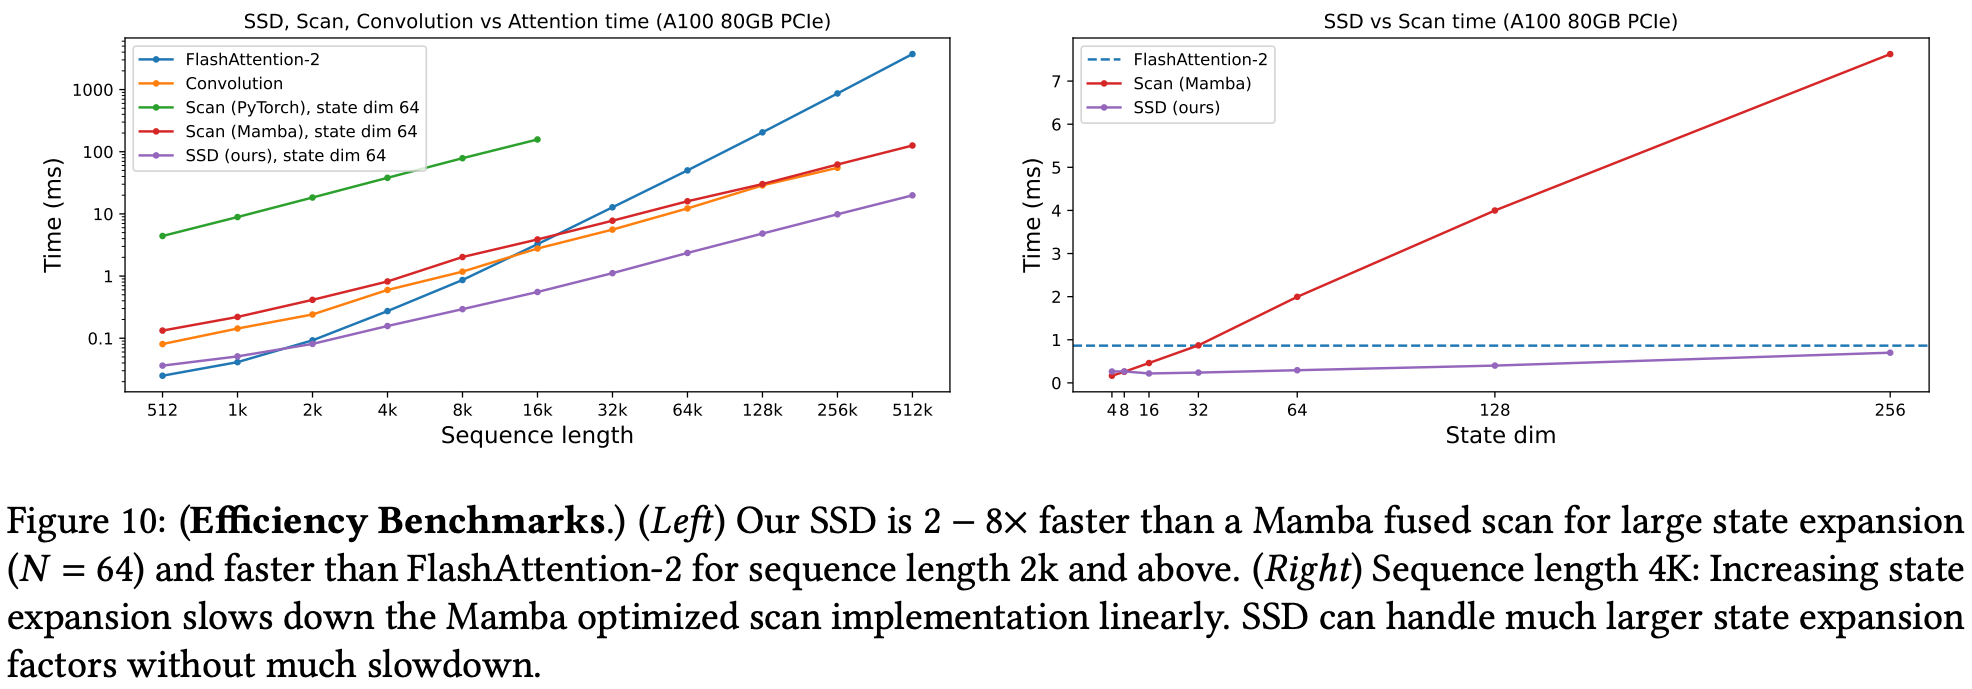 SSD, Scan, Convolution vs Attention time (A100 80GB PCIe)
FlashAttention-2
Convolution
Scan (PyTorch), state dim 64
Scan (Mamba), state dim 64
SSD (ours), state dim 64
Time (ms)
1000
100
10
1
0.1
512 1k 2k 4k 8k 16k 32k 64k 128k 256k 512k
Sequence length
SSD vs Scan time (A100 80GB PCIe)
FlashAttention-2
Scan (Mamba)
SSD (ours)
Time (ms)
7
6
5
4
3
2
1
0
4 8 16 32 64 128 256
State dim
Figure 10: (Efficiency Benchmarks.) (Left) Our SSD is 2 − 8× faster than a Mamba fused scan for large state expansion
(N = 64) and faster than FlashAttention-2 for sequence length 2k and above. (Right) Sequence length 4K: Increasing state
expansion slows down the Mamba optimized scan implementation linearly. SSD can handle much larger state expansion
factors without much slowdown.